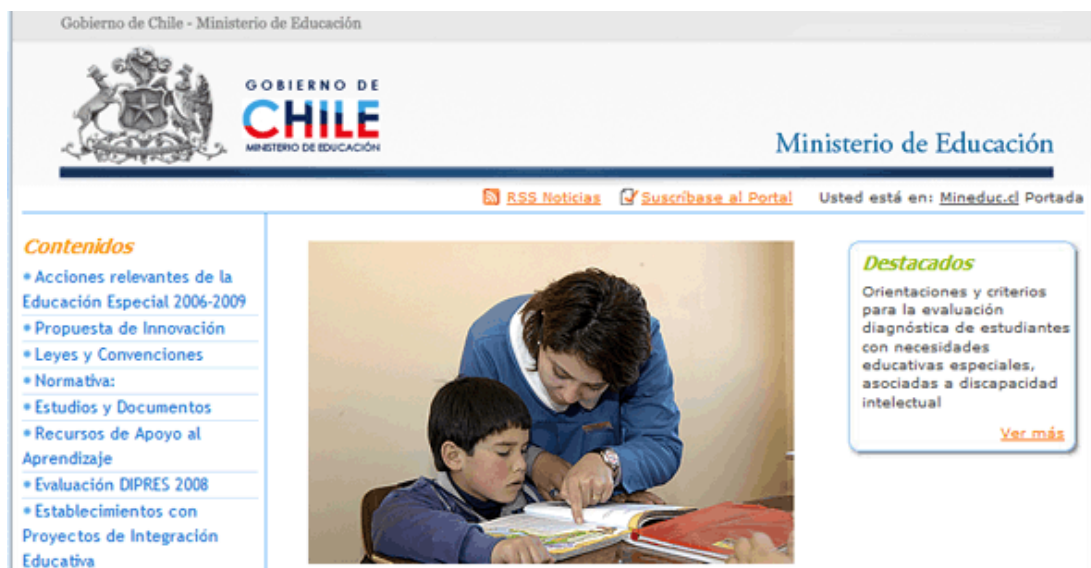 Gobierno de Chile - Ministerio de Educación
GOBIERNO DE
CHILE
MINISTERIO DE EDUCACIÓN
Ministerio de Educación
RSS Noticias Suscríbase al Portal Usted está en: Mineduc.cl Portada
Contenidos
Acciones relevantes de la
Educación Especial 2006-2009
Propuesta de Innovación
Leyes y Convenciones
Normativa:
Estudios y Documentos
Recursos de Apoyo al
Aprendizaje
Evaluación DIPRES 2008
Establecimientos con
Proyectos de Integración
Educativa
Destacados
Orientaciones y criterios
para la evaluación
diagnóstica de estudiantes
con necesidades
educativas especiales,
asociadas a discapacidad
intelectual
Ver más